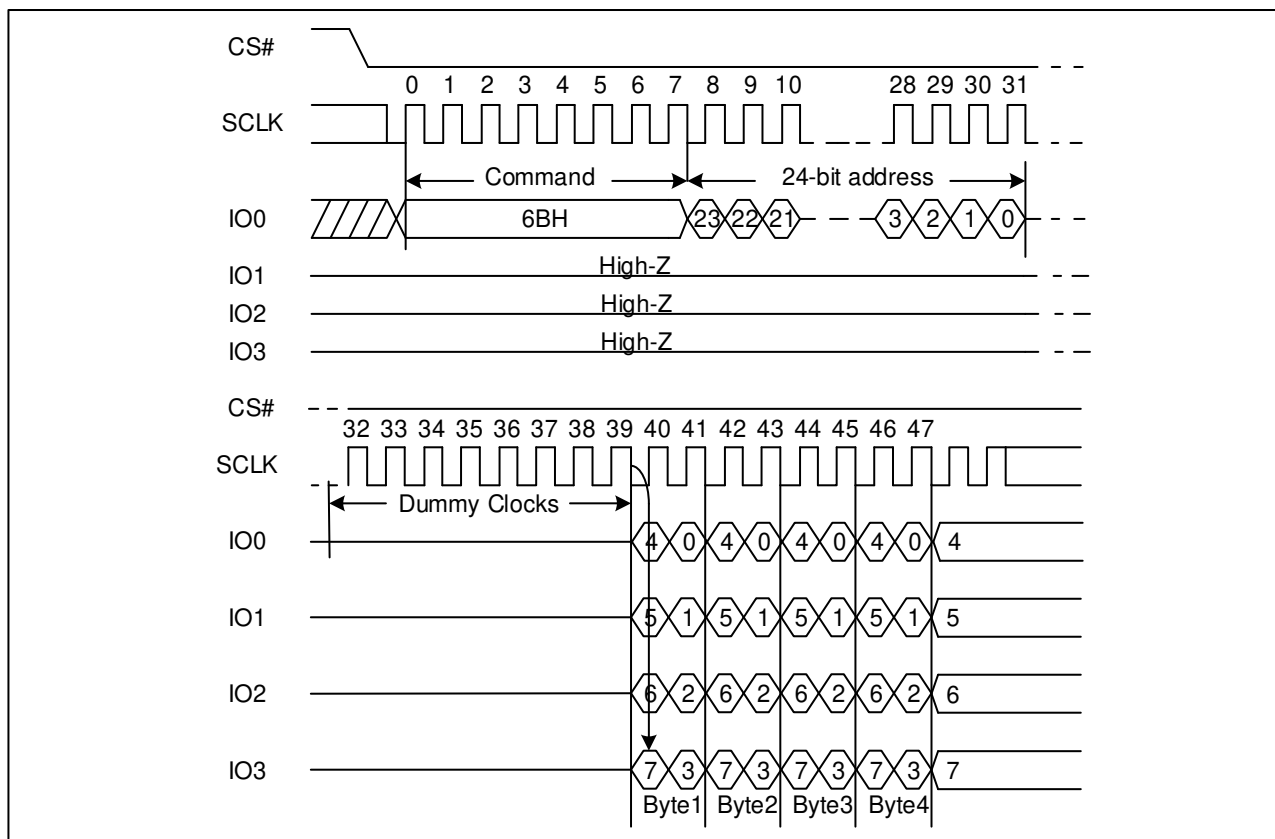 CS#
0 1 2 3 4 5 6 7 8 9 10 28 29 30 31
SCLK
Command 24-bit address
IO0 6BH 23 22 21 3 2 1 0
IO1 High-Z
IO2 High-Z
IO3 High-Z
CS#
32 33 34 35 36 37 38 39 40 41 42 43 44 45 46 47
SCLK
Dummy Clocks
IO0 4 0 4 0 4 0 4 0 4
IO1 5 1 5 1 5 1 5 1 5
IO2 6 2 6 2 6 2 6 2 6
IO3 7 3 7 3 7 3 7 3 7
Byte1 Byte2 Byte3 Byte4